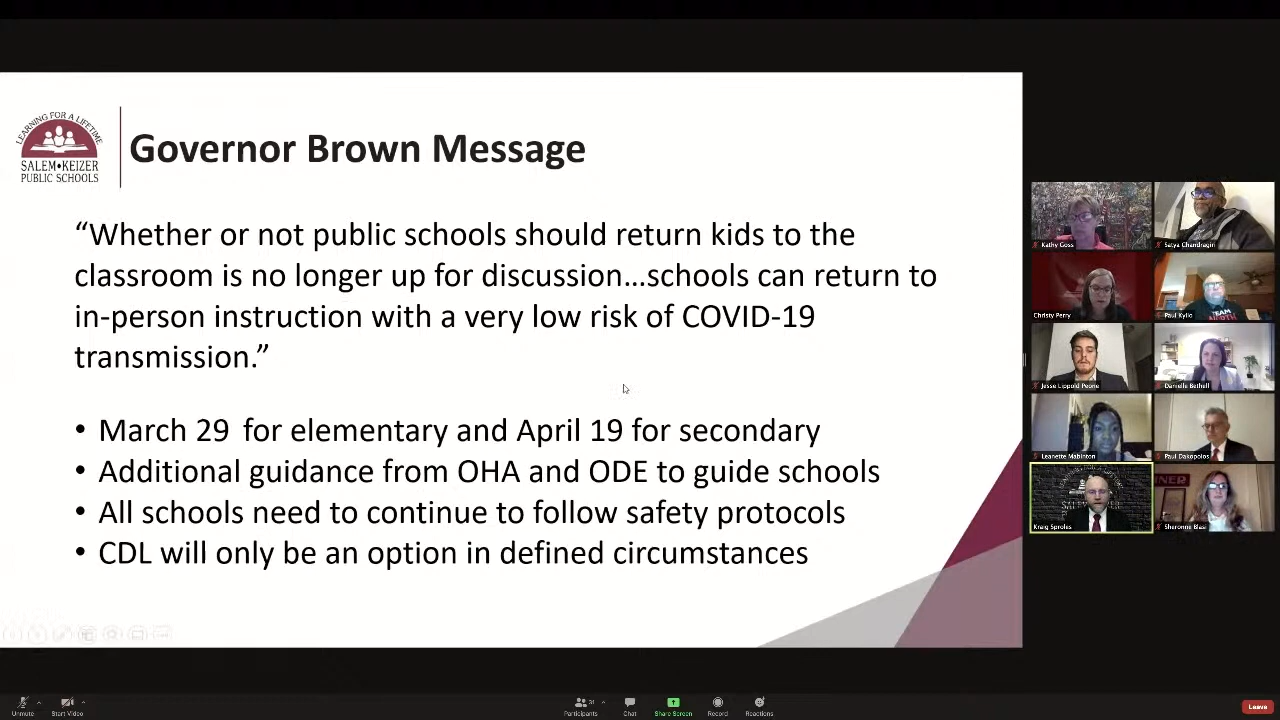 LEARNING FOR A LIFETIME
SALEM•KEIZER
PUBLIC SCHOOLS
Governor Brown Message
“Whether or not public schools should return kids to the
classroom is no longer up for discussion…schools can return to
in-person instruction with a very low risk of COVID-19
transmission.”
• March 29 for elementary and April 19 for secondary
• Additional guidance from OHA and ODE to guide schools
• All schools need to continue to follow safety protocols
• CDL will only be an option in defined circumstances
Kathy Goss
Satya Chandragiri
Christy Perry
TEAM
Paul Kyllo
Jesse Lippold Peone
Danielle Bethell
Leanette Mabinton
Paul Dakopolos
Kraig Sproles
Sheronne Blasi
Unmute
Start Video
Participants
31
Chat
Share Screen
Record
Reactions
Leave